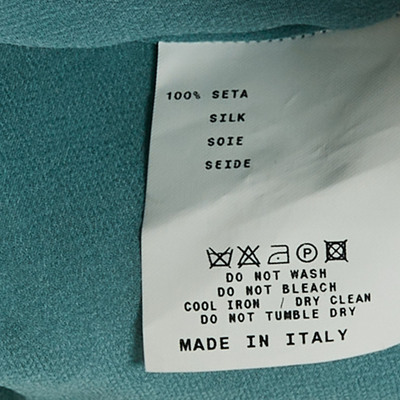 100% SETA
SILK
SOIE
SEIDE
P
DO NOT WASH
DO NOT BLEACH
COOL IRON / DRY CLEAN
DO NOT TUMBLE DRY
MADE IN ITALY